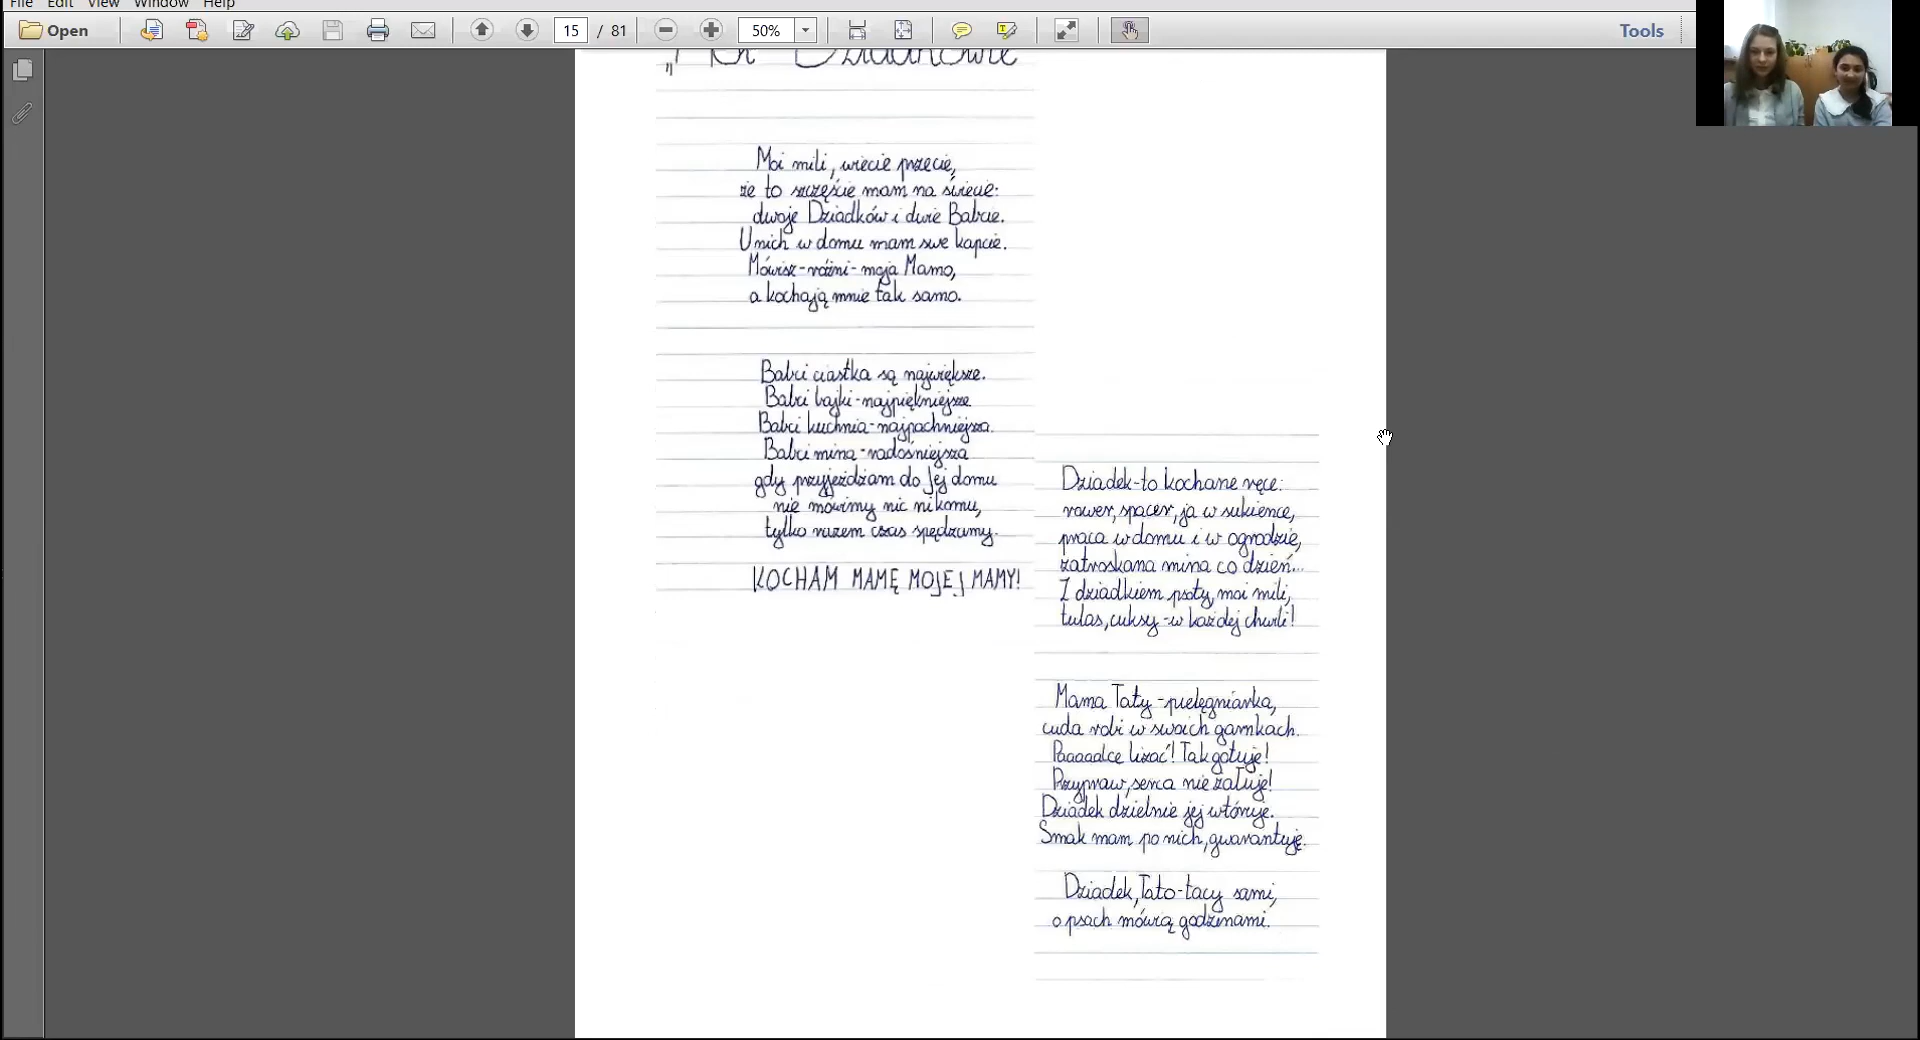 File Edit View Window Help
Open 15 / 81 50% Tools
Dziadkowie
Moi mili, wiecie przecie,
że to szczęście mam na świecie:
dwoje Dziadków i dwie Babcie.
U nich w domu mam swe kapcie.
Mówisz - różni - moja Mamo,
a kochają mnie tak samo.
Babci ciastka są największe.
Babci bajki - najpiękniejsze
Babci kuchnia - najpachniejsza.
Babci mina - radośniejsza
gdy przyjeżdżam do Jej domu
nie mówimy nic nikomu,
tylko razem czas spędzamy.
KOCHAM MAMĘ MOJEJ MAMY!
Dziadek - to kochane ręce:
rower, spacer, ja w sukience,
praca w domu i w ogrodzie,
zatroskana mina co dzień...
Z dziadkiem psoty, moi mili,
tulas, cuksy - w każdej chwili!
Mama Taty - pielęgniarka,
cuda robi w swoich garnkach.
Paaaaalce lizać! Tak gotuje!
Przypraw, serca nie żałuje!
Dziadek dzielnie jej wtóruje.
Smak mam po nich, gwarantuję.
Dziadek, Tato - tacy sami,
o psach mówią godzinami.